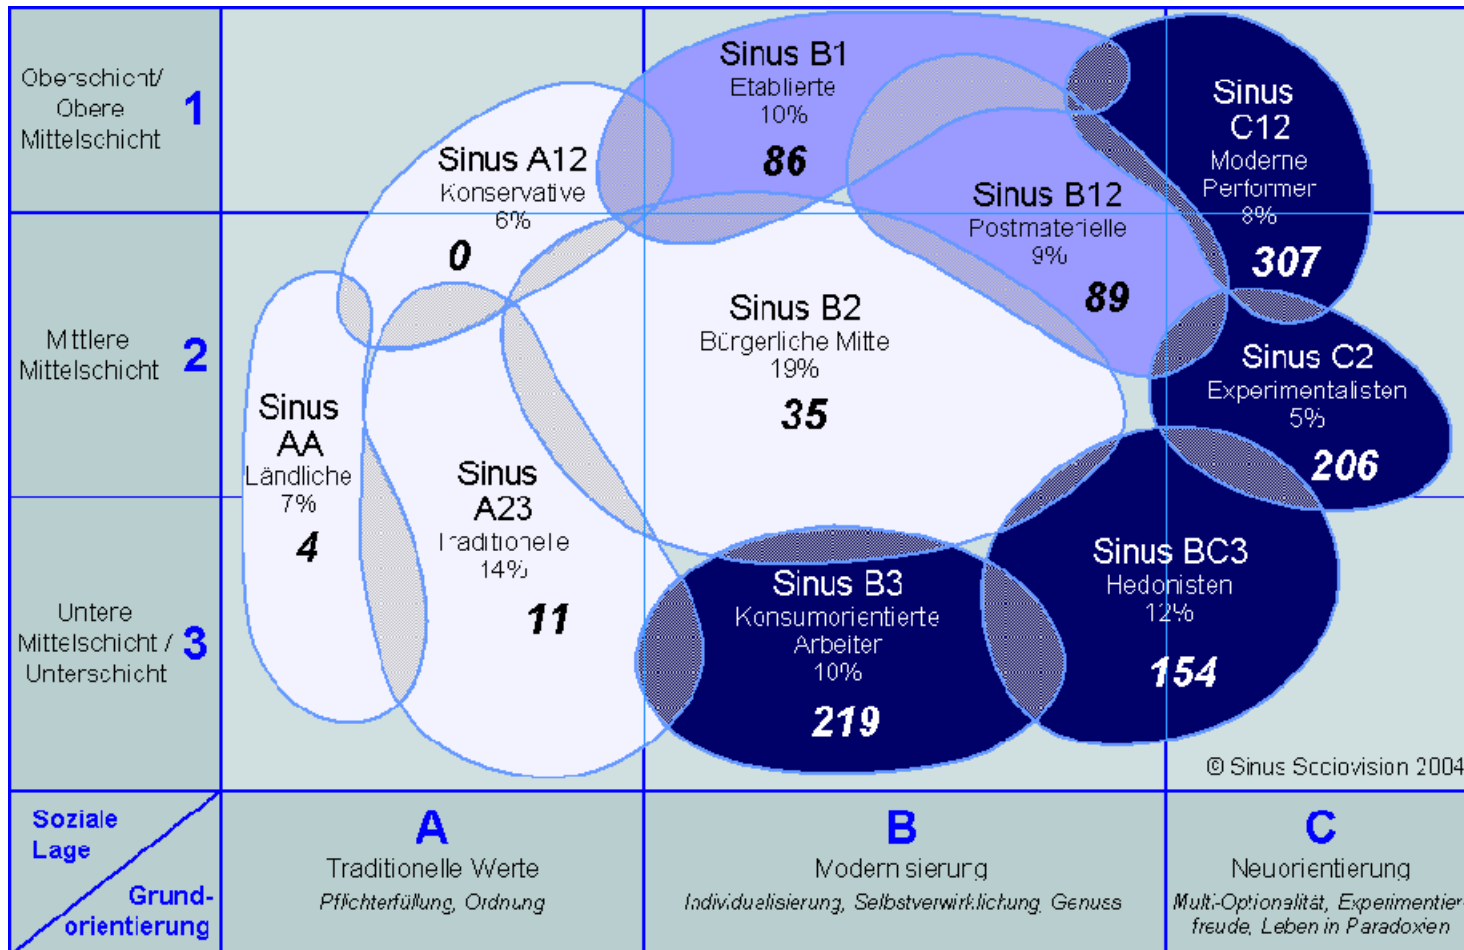 Oberschicht/
Obere
Mittelschicht
1
Mittlere
Mittelschicht
2
Untere
Mittelschicht /
Unterschicht
3
Sinus B1
Etablierte
10%
86
Sinus
C12
Moderne
Performer
8%
307
Sinus A12
Konservative
6%
0
Sinus B12
Postmaterielle
9%
89
Sinus B2
Bürgerliche Mitte
19%
35
Sinus C2
Experimentalisten
5%
206
Sinus
AA
Ländliche
7%
4
Sinus
A23
Traditionelle
14%
11
Sinus B3
Konsumorientierte
Arbeiter
10%
219
Sinus BC3
Hedonisten
12%
154
© Sinus Sociovision 2004
Soziale
Lage
Grund-
orientierung
A
Traditionelle Werte
Pflichterfüllung, Ordnung
B
Modernisierung
Individualisierung, Selbstverwirklichung, Genuss
C
Neuorientierung
Multi-Optionalität, Experimentier-
freude, Leben in Paradoxien